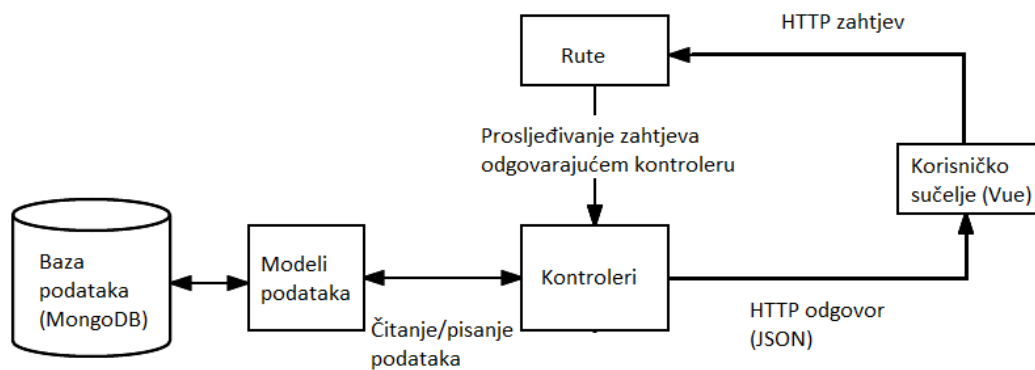 HTTP zahtjev
Rute
Prosljeđivanje zahtjeva
odgovarajućem kontroleru
Korisničko
sučelje (Vue)
Baza
podataka
(MongoDB)
Modeli
podataka
Kontroleri
Čitanje/pisanje
podataka
HTTP odgovor
(JSON)